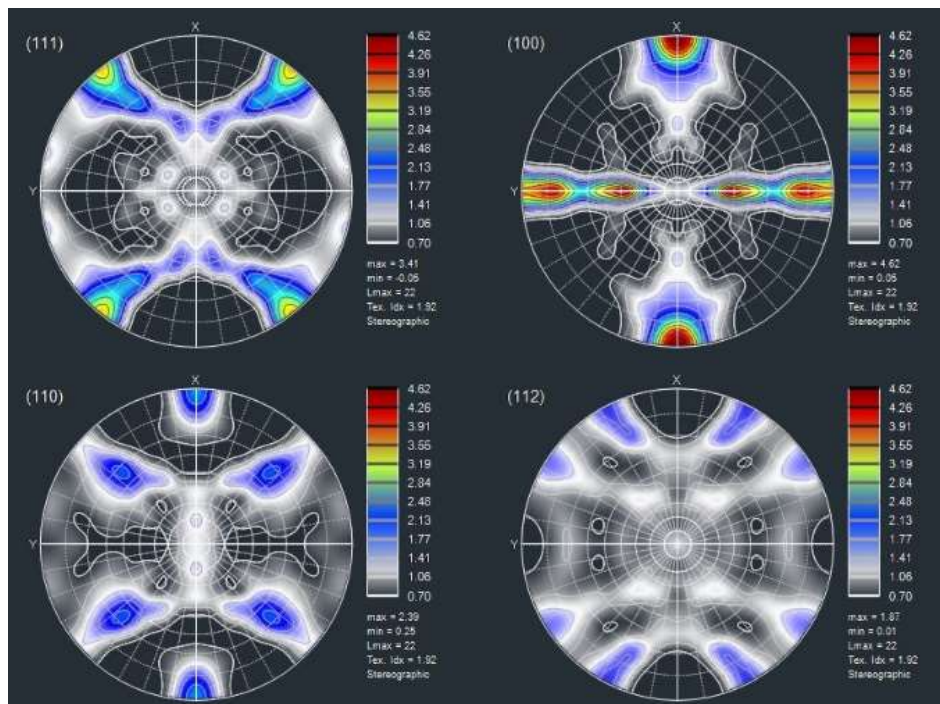 (111)
X
Y
4.62
4.26
3.91
3.55
3.19
2.84
2.48
2.13
1.77
1.41
1.06
0.70
max = 3.41
min = -0.05
Lmax = 22
Tex. Idx = 1.92
Stereographic
(100)
X
Y
4.62
4.26
3.91
3.55
3.19
2.84
2.48
2.13
1.77
1.41
1.06
0.70
max = 4.62
min = 0.05
Lmax = 22
Tex. Idx = 1.92
Stereographic
(110)
X
Y
4.62
4.26
3.91
3.55
3.19
2.84
2.48
2.13
1.77
1.41
1.06
0.70
max = 2.39
min = 0.25
Lmax = 22
Tex. Idx = 1.92
Stereographic
(112)
X
Y
4.62
4.26
3.91
3.55
3.19
2.84
2.48
2.13
1.77
1.41
1.06
0.70
max = 1.87
min = 0.01
Lmax = 22
Tex. Idx = 1.92
Stereographic